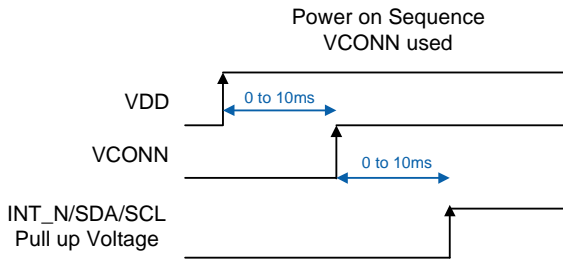 Power on Sequence
VCONN used
VDD
0 to 10ms
VCONN
0 to 10ms
INT_N/SDA/SCL
Pull up Voltage